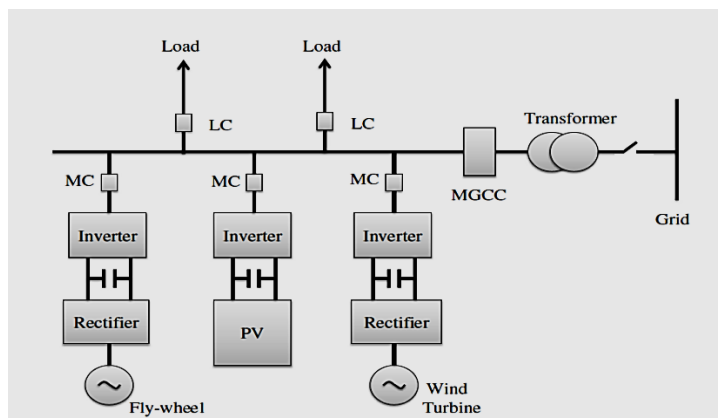 Load
Load
LC
LC
Transformer
MC
MC
MC
MGCC
Grid
Inverter
Inverter
Inverter
Rectifier
PV
Rectifier
Fly-wheel
Wind
Turbine